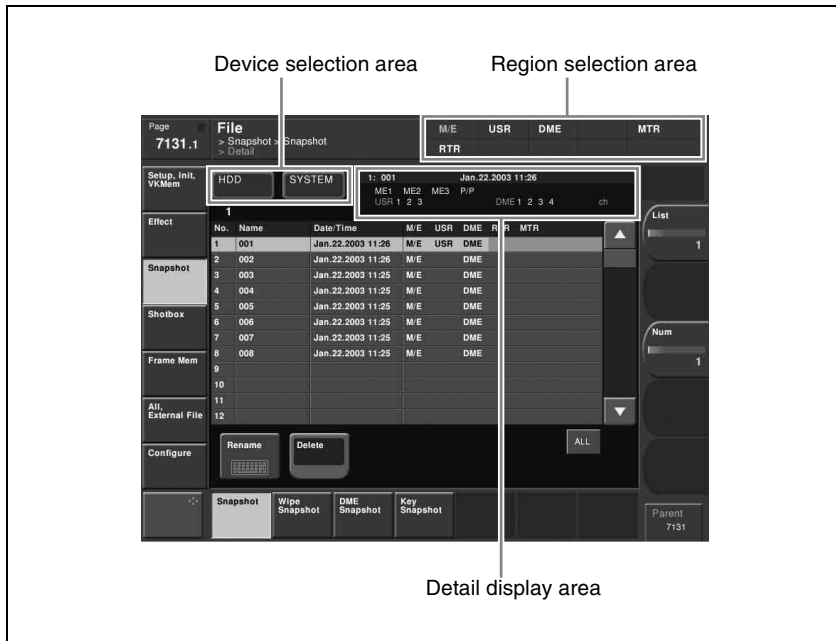 Device selection area
Region selection area
Page
7131.1
File
> Snapshot > Snapshot
> Detail
M/E USR DME MTR
RTR
Setup, Init,
VKMem
HDD SYSTEM
1: 001 Jan.22.2003 11:26
ME1 ME2 ME3 P/P
USR 1 2 3 DME 1 2 3 4 ch
Effect
1
List
1
No. Name Date/Time M/E USR DME RTR MTR
1 001 Jan.22.2003 11:26 M/E USR DME
2 002 Jan.22.2003 11:26 M/E DME
3 003 Jan.22.2003 11:25 M/E DME
4 004 Jan.22.2003 11:25 M/E DME
5 005 Jan.22.2003 11:25 M/E DME
6 006 Jan.22.2003 11:25 M/E DME
7 007 Jan.22.2003 11:25 M/E DME
8 008 Jan.22.2003 11:25 M/E DME
9
10
11
12
Snapshot
Shotbox
Num
1
Frame Mem
All,
External File
Configure
Rename Delete ALL
Snapshot
Wipe
Snapshot
DME
Snapshot
Key
Snapshot
Parent
7131
Detail display area